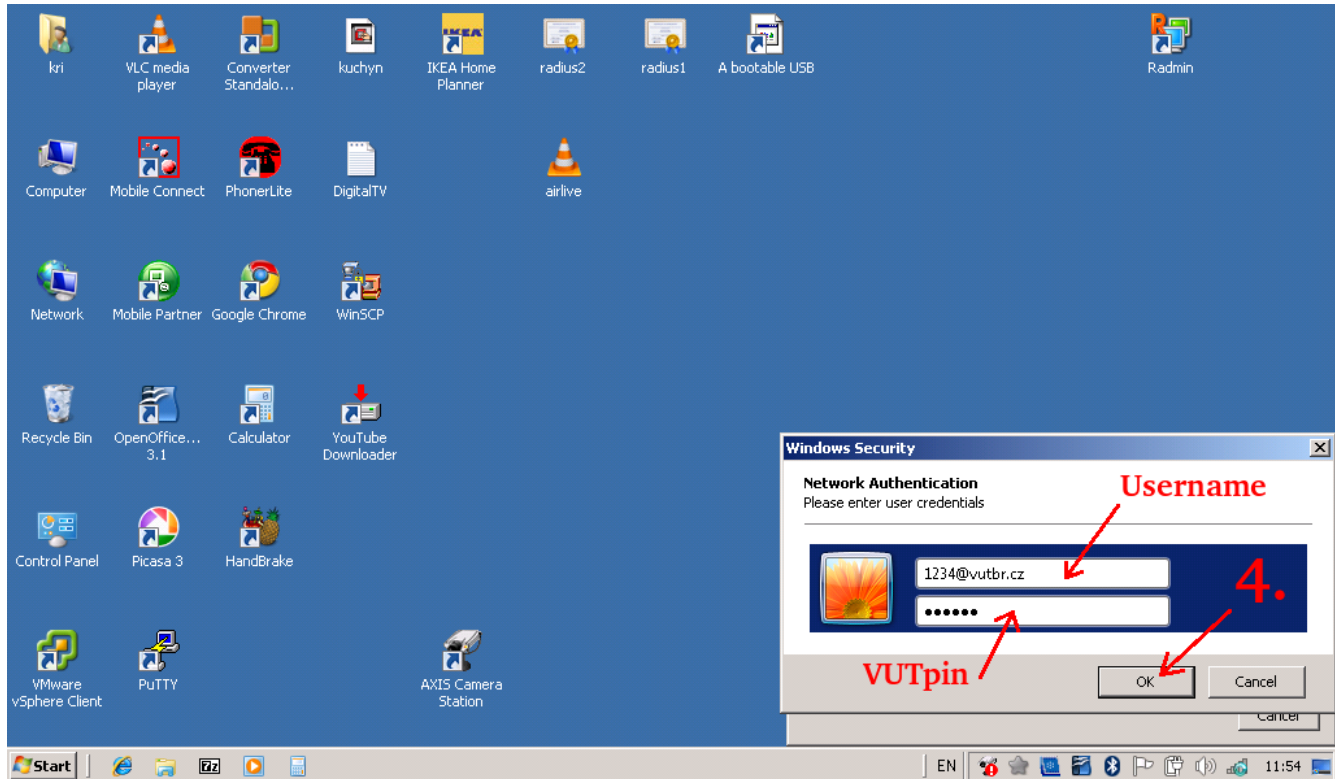 kri
VLC media
player
Converter
Standalo...
kuchyn
IKEA
IKEA Home
Planner
radius2
radius1
A bootable USB
Radmin
Computer
Mobile Connect
PhonerLite
DigitalTV
airlive
Network
Mobile Partner
Google Chrome
WinSCP
Recycle Bin
OpenOffice...
3.1
Calculator
YouTube
Downloader
Control Panel
Picasa 3
HandBrake
VMware
vSphere Client
PuTTY
AXIS Camera
Station
Windows Security
Network Authentication
Please enter user credentials
Username
1234@vutbr.cz
4.
VUTpin
OK
Cancel
Cancel
Start
7z
EN
11:54